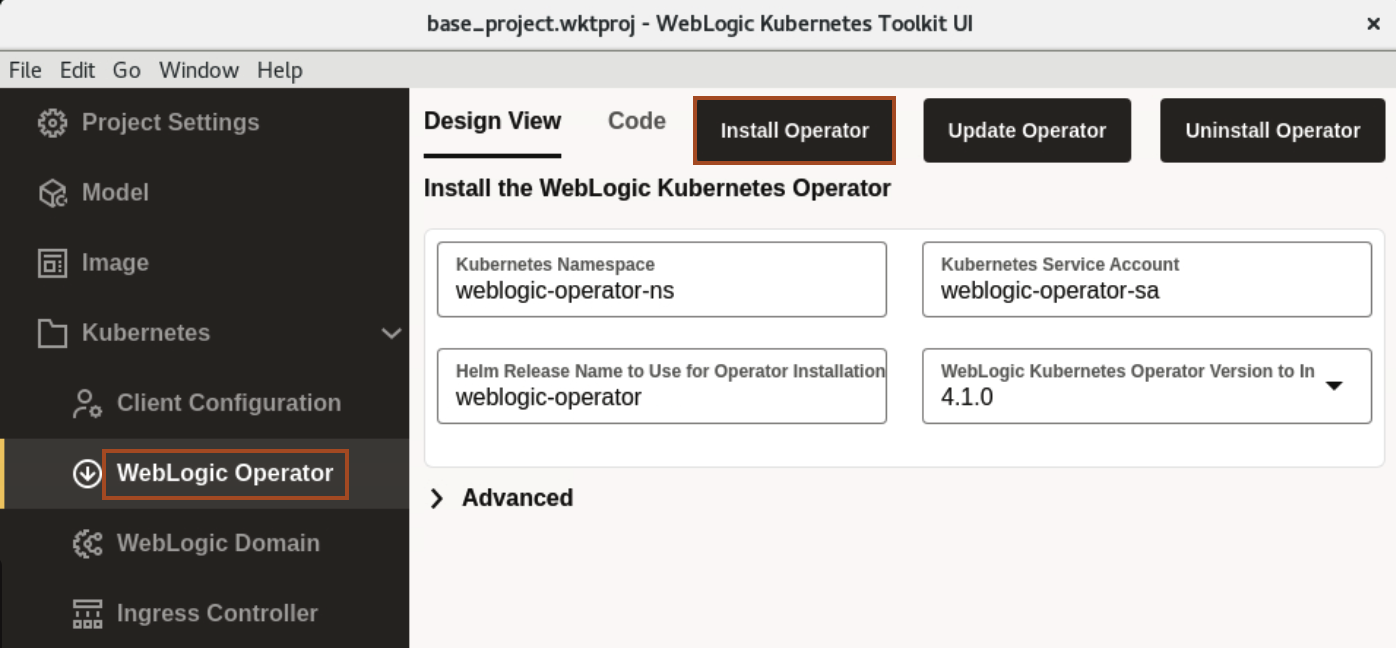 base_project.wktproj - WebLogic Kubernetes Toolkit UI ×
File Edit Go Window Help
Project Settings
Model
Image
Kubernetes
Client Configuration
WebLogic Operator
WebLogic Domain
Ingress Controller
Design View Code Install Operator Update Operator Uninstall Operator
Install the WebLogic Kubernetes Operator
Kubernetes Namespace
weblogic-operator-ns
Kubernetes Service Account
weblogic-operator-sa
Helm Release Name to Use for Operator Installation
weblogic-operator
WebLogic Kubernetes Operator Version to In
4.1.0
Advanced